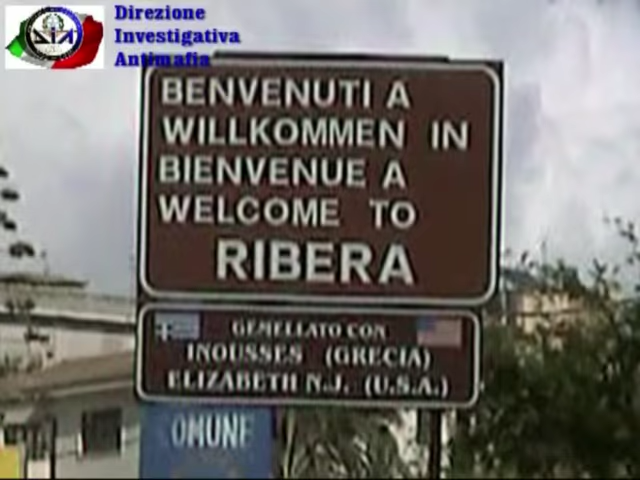 Direzione
Investigativa
Antimafia
BENVENUTI A
WILLKOMMEN IN
BIENVENUE A
WELCOME TO
RIBERA
GEMELLATO CON
INOUSSES (GRECIA)
ELIZABETH N.J. (U.S.A.)
OMUNE